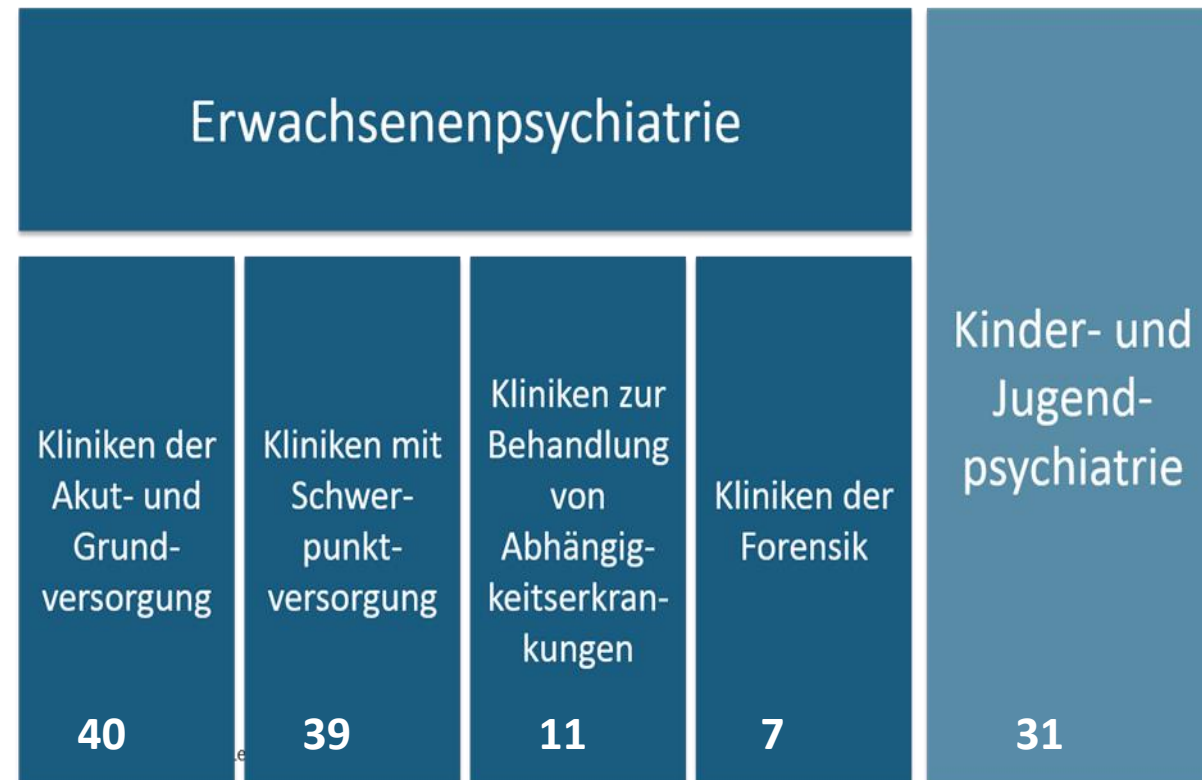 Erwachsenenpsychiatrie
Kliniken der
Akut- und
Grund-
versorgung
40
Kliniken mit
Schwer-
punkt-
versorgung
39
Kliniken zur
Behandlung
von
Abhängig-
keitserkran-
kungen
11
Kliniken der
Forensik
7
Kinder- und
Jugend-
psychiatrie
31